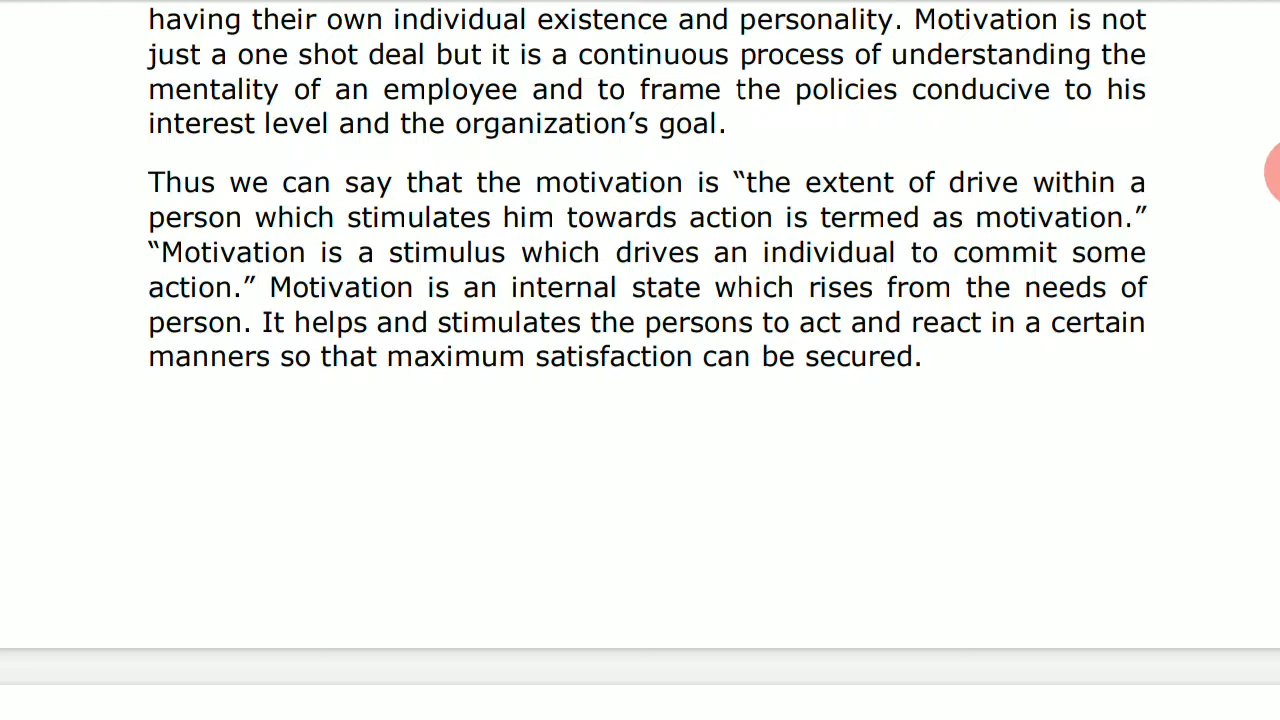 having their own individual existence and personality. Motivation is not
just a one shot deal but it is a continuous process of understanding the
mentality of an employee and to frame the policies conducive to his
interest level and the organization’s goal.
Thus we can say that the motivation is “the extent of drive within a
person which stimulates him towards action is termed as motivation.”
“Motivation is a stimulus which drives an individual to commit some
action.” Motivation is an internal state which rises from the needs of
person. It helps and stimulates the persons to act and react in a certain
manners so that maximum satisfaction can be secured.